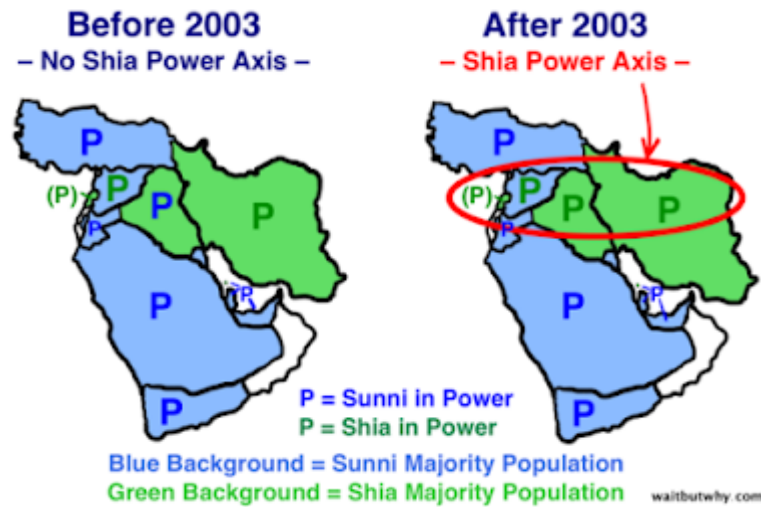 Before 2003
– No Shia Power Axis –
After 2003
– Shia Power Axis –
P
(P)
P
P
P
P
P
P
P
P
(P)
P
P
P
P
P
P
P
P = Sunni in Power
P = Shia in Power
Blue Background = Sunni Majority Population
Green Background = Shia Majority Population
waitbutwhy.com